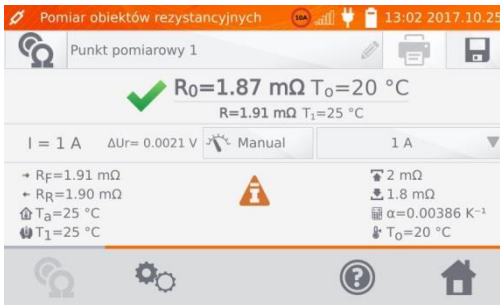 Pomiar obiektów rezystancyjnych 10A 13:02 2017.10.25
Punkt pomiarowy 1
R₀=1.87 mΩ T₀=20 °C
R=1.91 mΩ T₁=25 °C
I = 1 A ΔUr= 0.0021 V Manual 1 A
R_F=1.91 mΩ 2 mΩ
R_R=1.90 mΩ 1.8 mΩ
Tₐ=25 °C α=0.00386 K⁻¹
T₁=25 °C T₀=20 °C